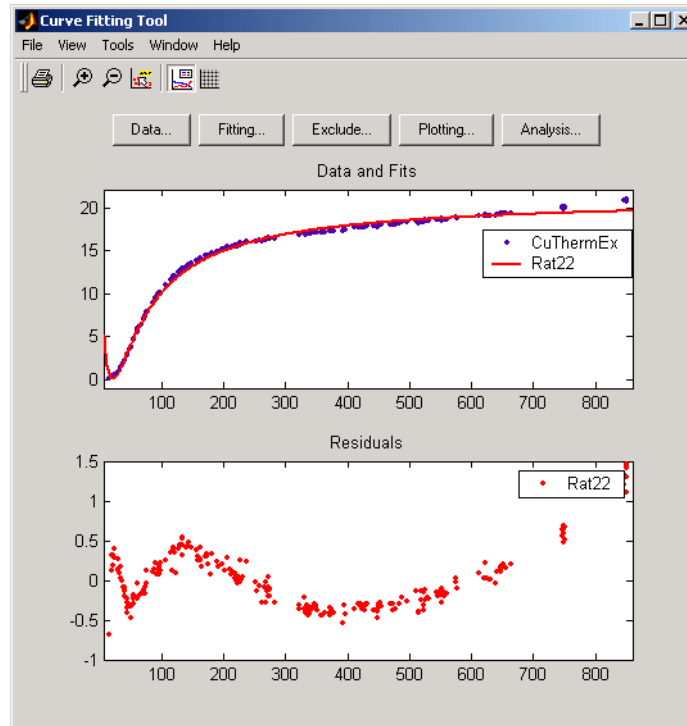 Curve Fitting Tool
File View Tools Window Help
Data... Fitting... Exclude... Plotting... Analysis...
Data and Fits
20
15
10
5
0
CuThermEx
Rat22
100 200 300 400 500 600 700 800
Residuals
1.5
1
0.5
0
-0.5
-1
Rat22
100 200 300 400 500 600 700 800